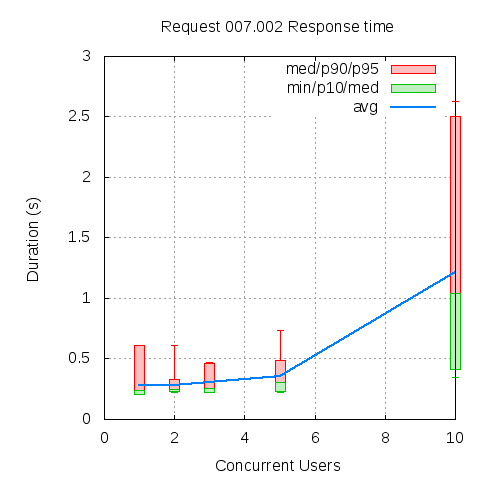 Request 007.002 Response time
3
med/p90/p95
min/p10/med
avg
2.5
2
1.5
1
0.5
0
Duration (s)
0 2 4 6 8 10
Concurrent Users